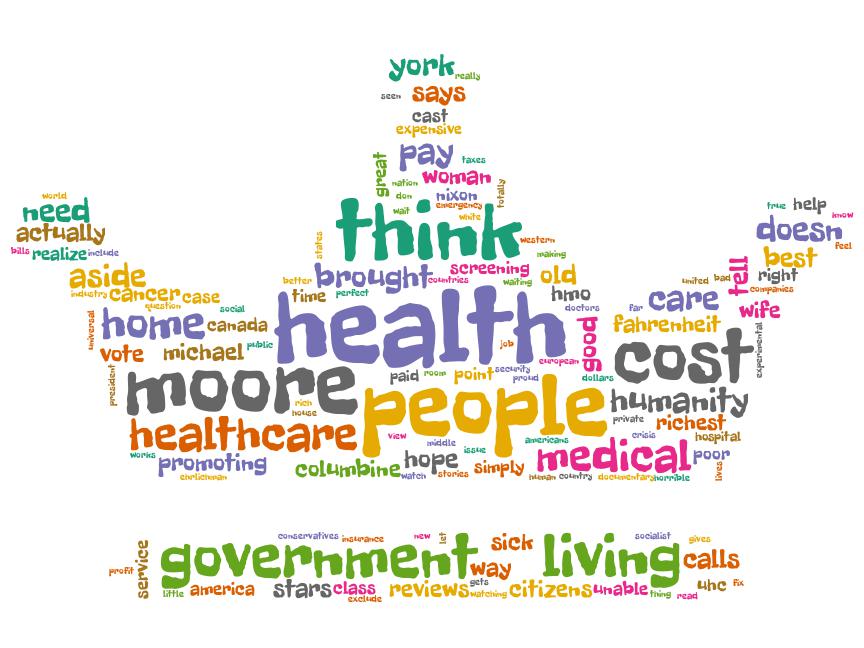 york
really
seen says
cast
expensive
great pay taxes
nation woman
don nixon totally
wait emergency
white
world
need
actually
bills realize include
true help
know
doesn
feel
states think western
making
best
tell right
companies
aside
industry cancer case
question social
better brought countries screening waiting old
time perfect
hmo
doctors
united bad
far care
wife
universal home canada
health
good
fahrenheit
vote michael public
job
european
cost
experimental
president moore
rich
house
paid room point security
proud
dollars
people
humanity
private richest
healthcare
view
middle
issue
americans
crisis
hospital
works promoting
ehrlichman
columbine hope
watch stories simply
medical
human country documentary horrible
poor
lives
conservatives insurance new let sick socialist gives
profit service government way living calls
little america stars class
exclude
reviews gets
watching citizens unable thing read uhc fix